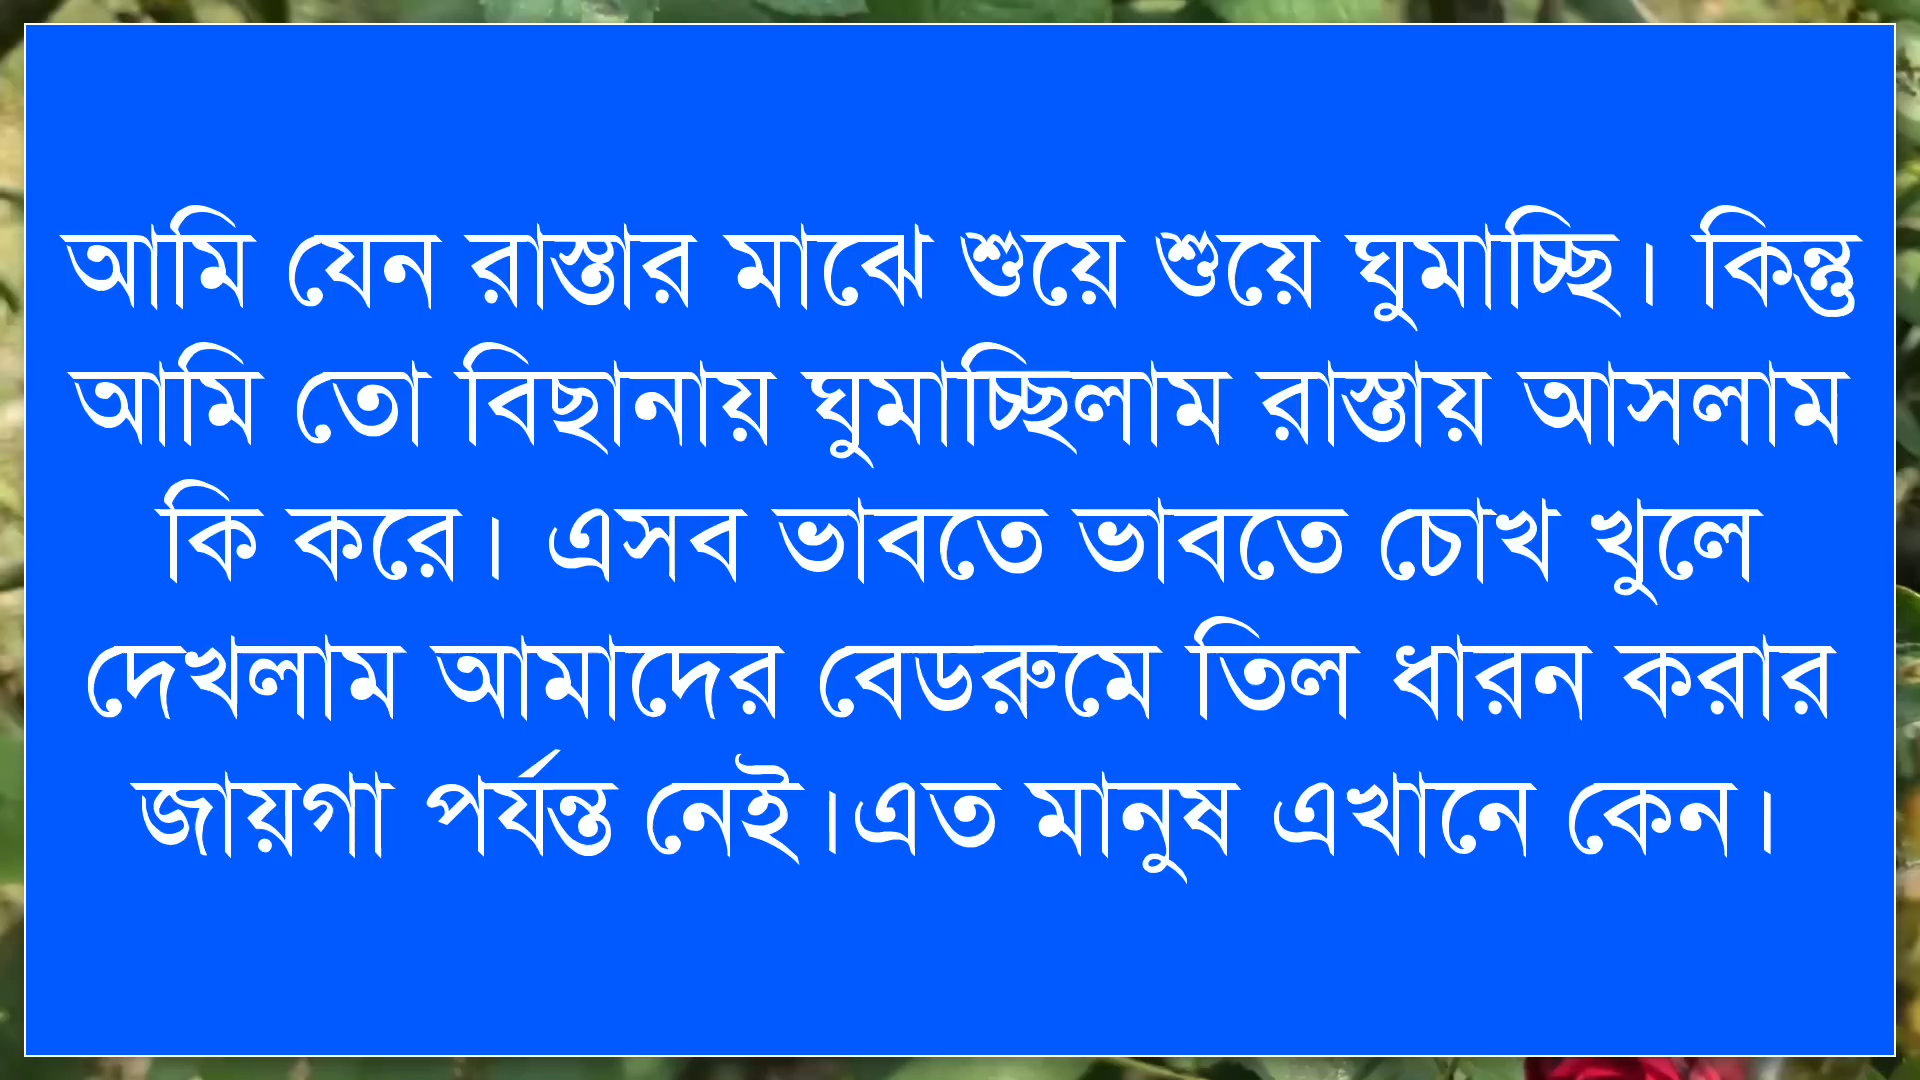 আমি যেন রাস্তার মাঝে শুয়ে শুয়ে ঘুমাচ্ছি। কিন্তু
আমি তো বিছানায় ঘুমাচ্ছিলাম রাস্তায় আসলাম
কি করে। এসব ভাবতে ভাবতে চোখ খুলে
দেখলাম আমাদের বেডরুমে তিল ধারন করার
জায়গা পর্যন্ত নেই।এত মানুষ এখানে কেন।